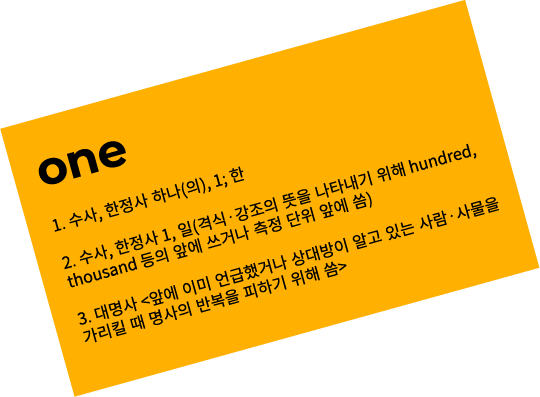 one
1. 수사, 한정사 하나(의), 1; 한
2. 수사, 한정사 1, 일(격식·강조의 뜻을 나타내기 위해 hundred,
thousand 등의 앞에 쓰거나 측정 단위 앞에 씀)
3. 대명사 <앞에 이미 언급했거나 상대방이 알고 있는 사람·사물을
가리킬 때 명사의 반복을 피하기 위해 씀>